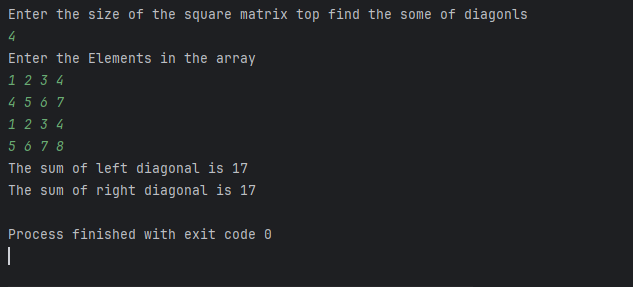 Enter the size of the square matrix top find the some of diagonls
4
Enter the Elements in the array
1 2 3 4
4 5 6 7
1 2 3 4
5 6 7 8
The sum of left diagonal is 17
The sum of right diagonal is 17
Process finished with exit code 0